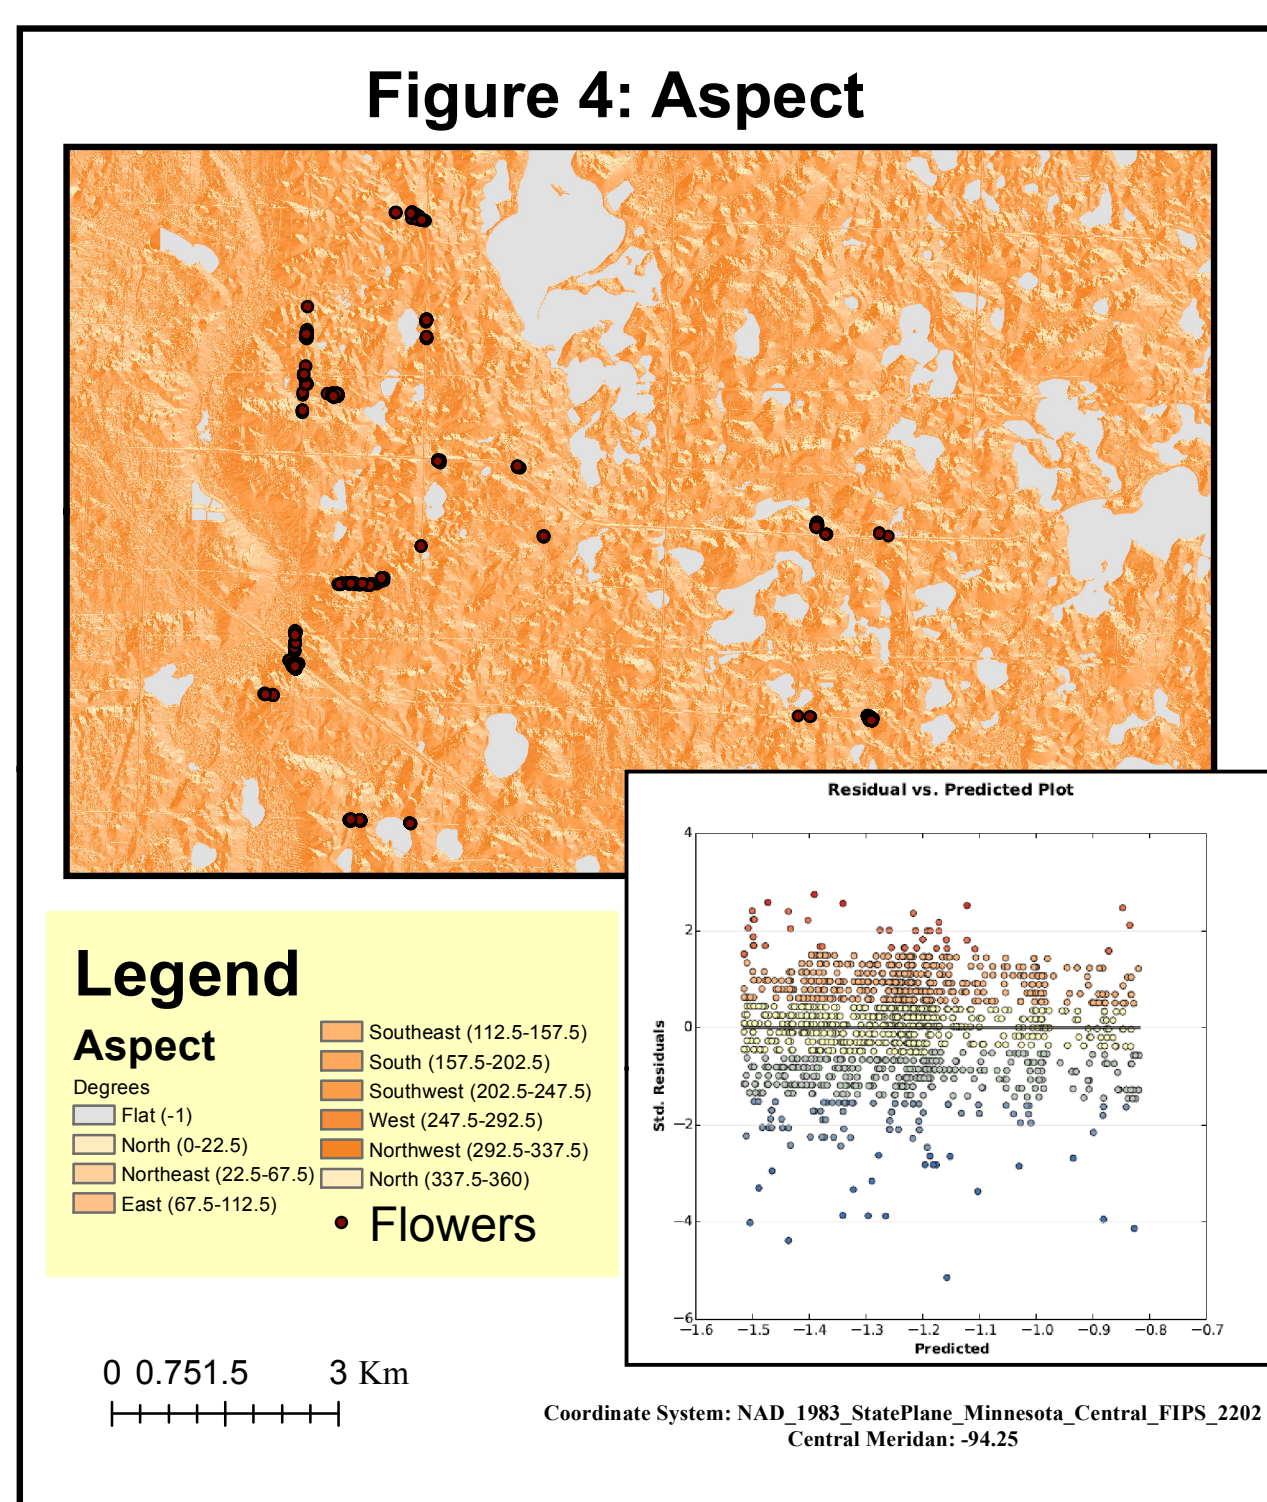 Figure 4: Aspect
Residual vs. Predicted Plot
4
2
0
−2
−4
−6
Std. Residuals
−1.6 −1.5 −1.4 −1.3 −1.2 −1.1 −1.0 −0.9 −0.8 −0.7
Predicted
Legend
Aspect
Degrees
Flat (-1)
North (0-22.5)
Northeast (22.5-67.5)
East (67.5-112.5)
Southeast (112.5-157.5)
South (157.5-202.5)
Southwest (202.5-247.5)
West (247.5-292.5)
Northwest (292.5-337.5)
North (337.5-360)
Flowers
0 0.751.5 3 Km
Coordinate System: NAD_1983_StatePlane_Minnesota_Central_FIPS_2202
Central Meridan: -94.25